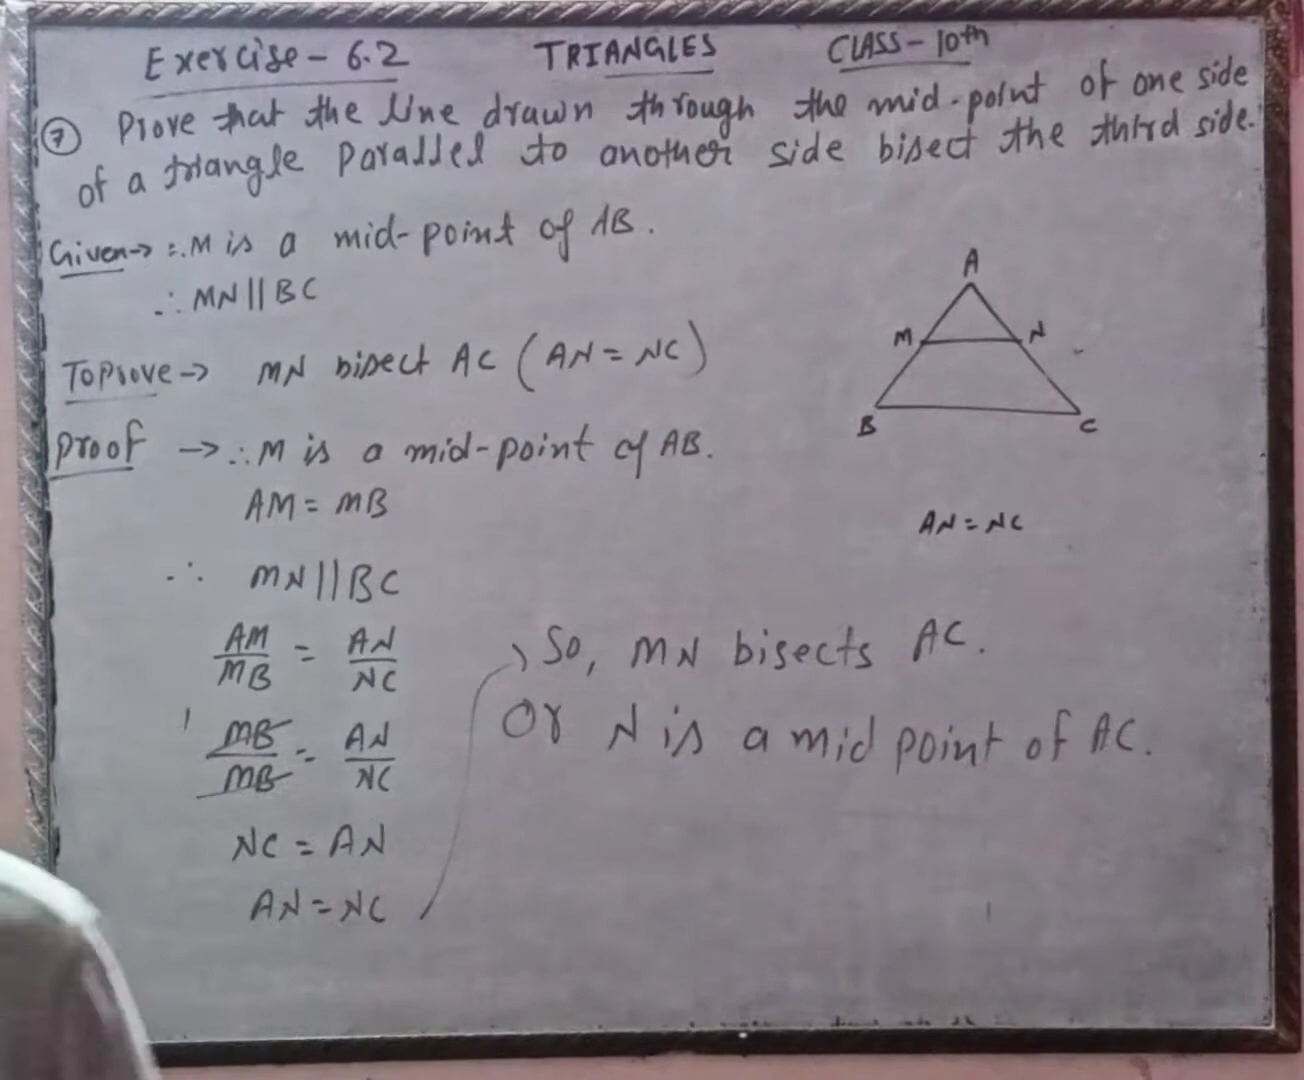 Exercise - 6.2 TRIANGLES CLASS - 10th
⑦ Prove that the line drawn through the mid-point of one side
of a triangle Parallel to another side bisect the third side.
Given → ∴ M is a mid-point of AB.
∴ MN || BC
To Prove → MN bisect AC (AN = NC)
Proof → ∴ M is a mid-point of AB.
AM = MB
∴ MN || BC
AM/MB = AN/NC
MB/MB = AN/NC
NC = AN
AN = NC
A
M N
B C
AN = NC
So, MN bisects AC.
Or N is a mid point of AC.